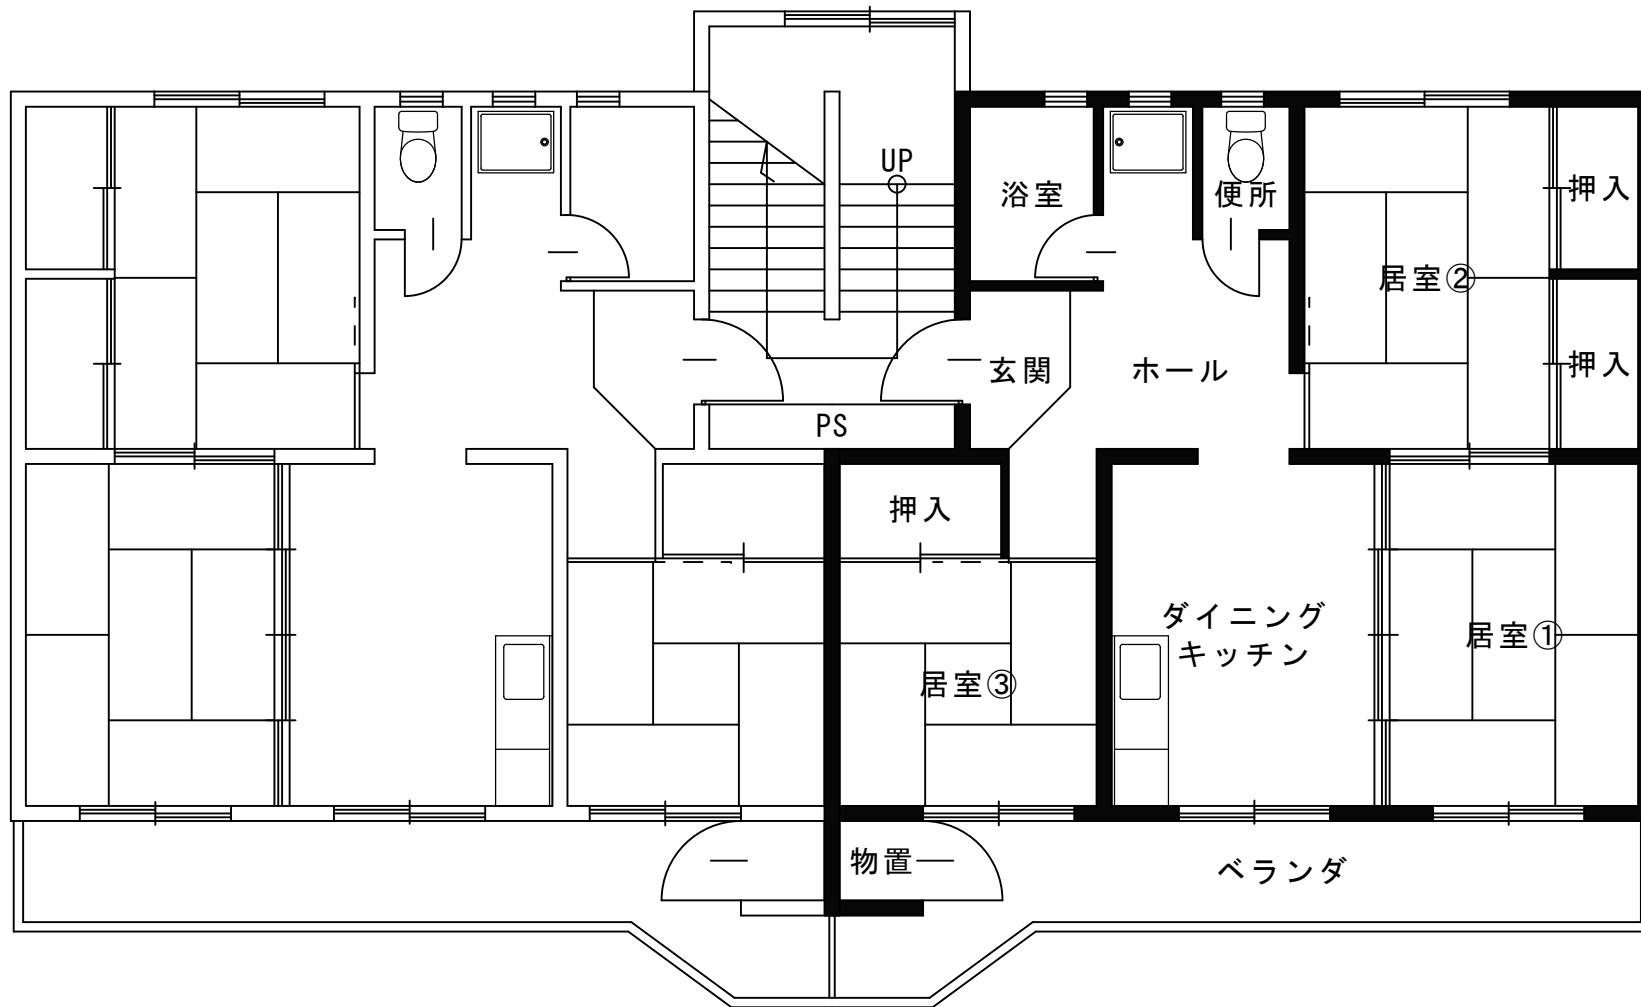 UP
浴室
便所
押入
居室②
玄関
ホール
押入
PS
押入
ダイニング
キッチン
居室①
居室③
物置
ベランダ